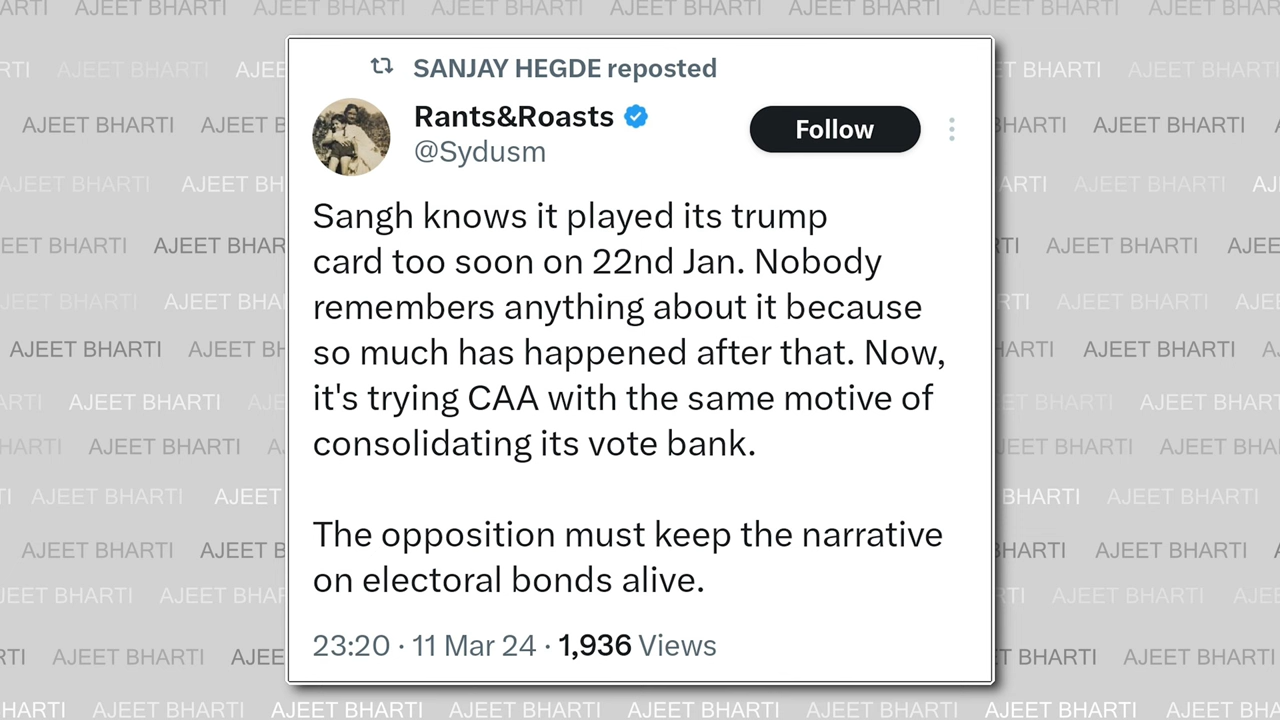 SANJAY HEGDE reposted
Rants&Roasts
@Sydusm
Follow
Sangh knows it played its trump
card too soon on 22nd Jan. Nobody
remembers anything about it because
so much has happened after that. Now,
it's trying CAA with the same motive of
consolidating its vote bank.
The opposition must keep the narrative
on electoral bonds alive.
23:20 · 11 Mar 24 · 1,936 Views
AJEET BHARTI